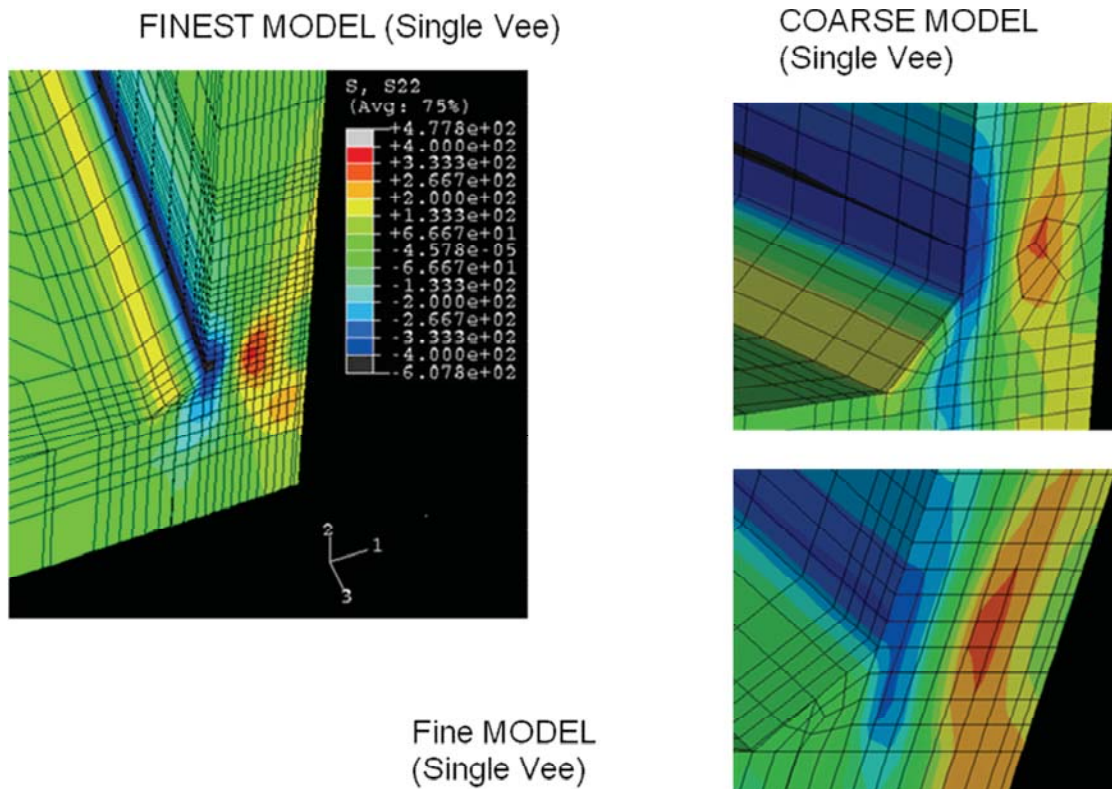 FINEST MODEL (Single Vee)
COARSE MODEL
(Single Vee)
S, S22
(Avg: 75%)
+4.778e+02
+4.000e+02
+3.333e+02
+2.667e+02
+2.000e+02
+1.333e+02
+6.667e+01
-4.578e-05
-6.667e+01
-1.333e+02
-2.000e+02
-2.667e+02
-3.333e+02
-4.000e+02
-6.078e+02
2
1
3
Fine MODEL
(Single Vee)